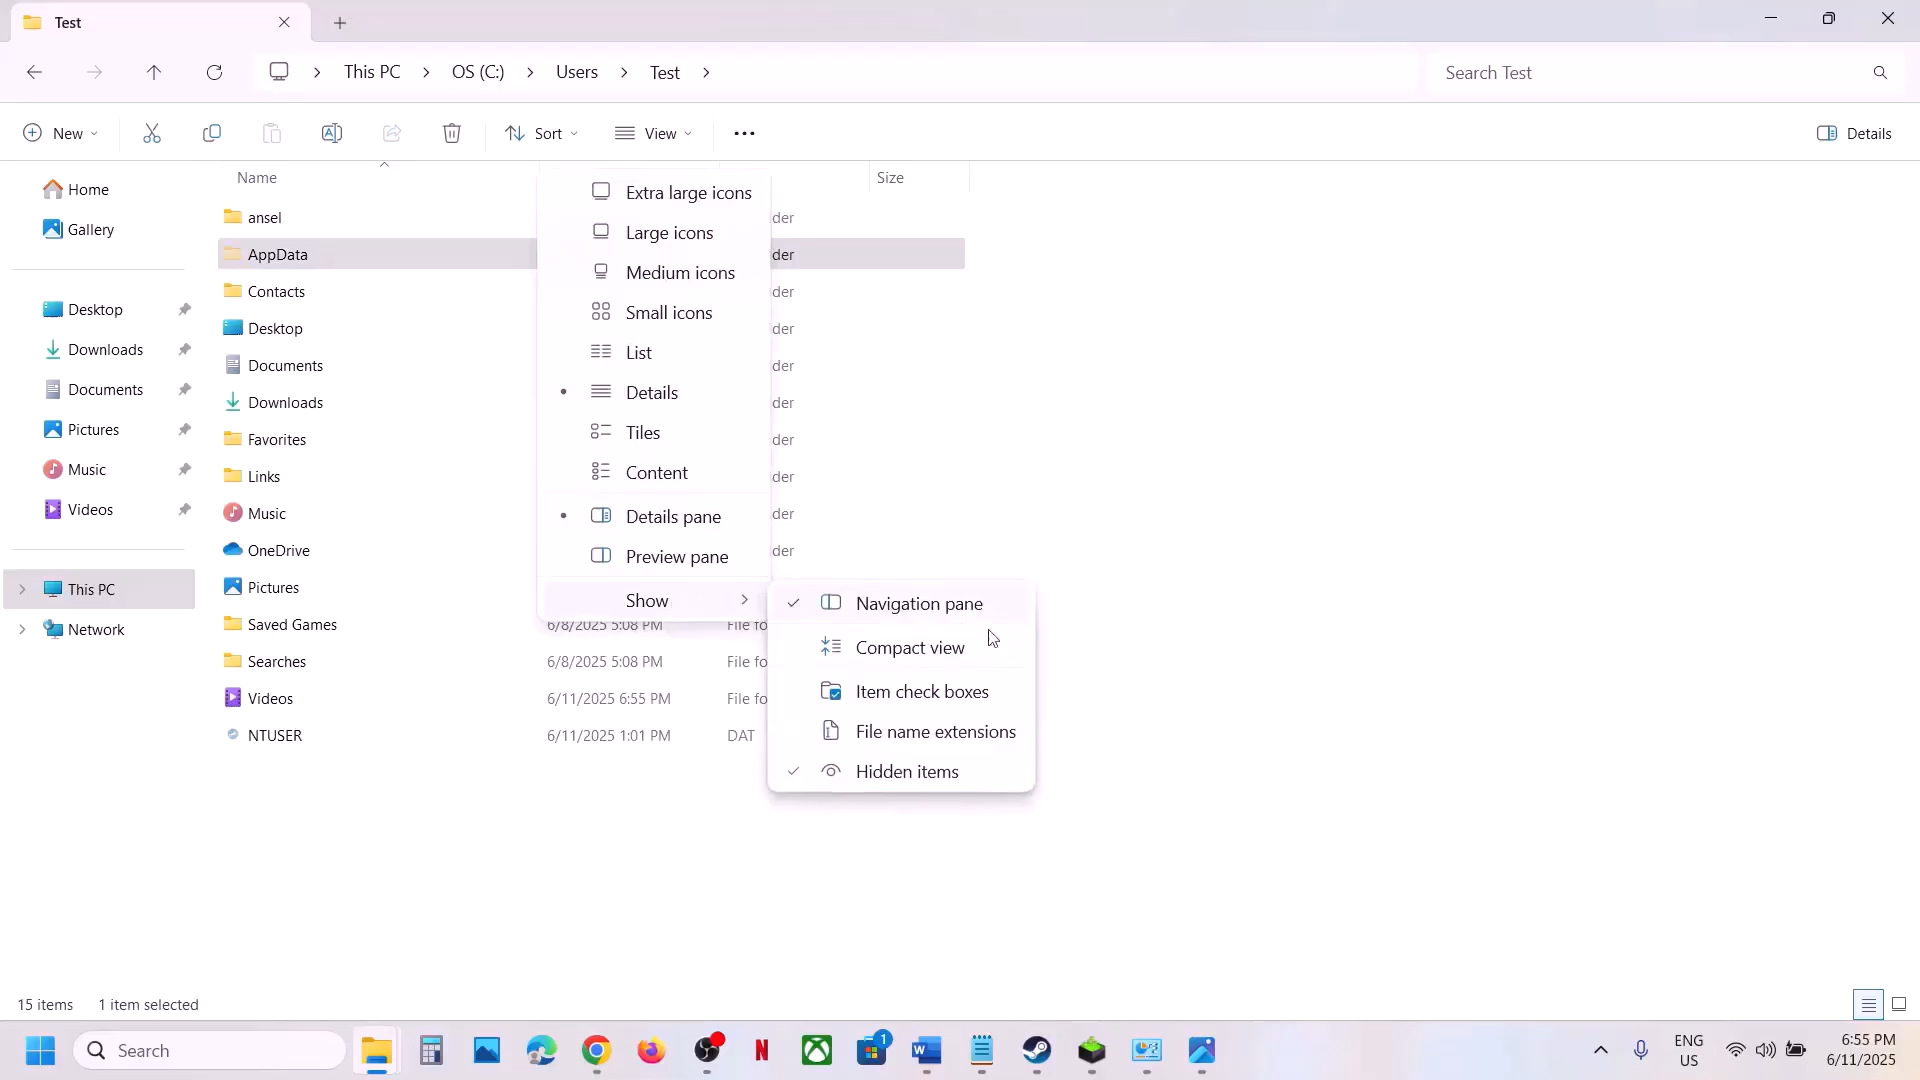 Test
This PC
OS (C:)
Users
Test
Search Test
New
Sort
View
Details
Name
Size
Home
Gallery
Desktop
Downloads
Documents
Pictures
Music
Videos
This PC
Network
ansel
der
AppData
der
Contacts
der
Desktop
der
Documents
der
Downloads
der
Favorites
der
Links
der
Music
der
OneDrive
der
Pictures
Saved Games
6/8/2025 5:08 PM
File fo
Searches
6/8/2025 5:08 PM
File fo
Videos
6/11/2025 6:55 PM
File fo
NTUSER
6/11/2025 1:01 PM
DAT
Extra large icons
Large icons
Medium icons
Small icons
List
Details
Tiles
Content
Details pane
Preview pane
Show
Navigation pane
Compact view
Item check boxes
File name extensions
Hidden items
15 items
1 item selected
Search
1
ENG
US
6:55 PM
6/11/2025